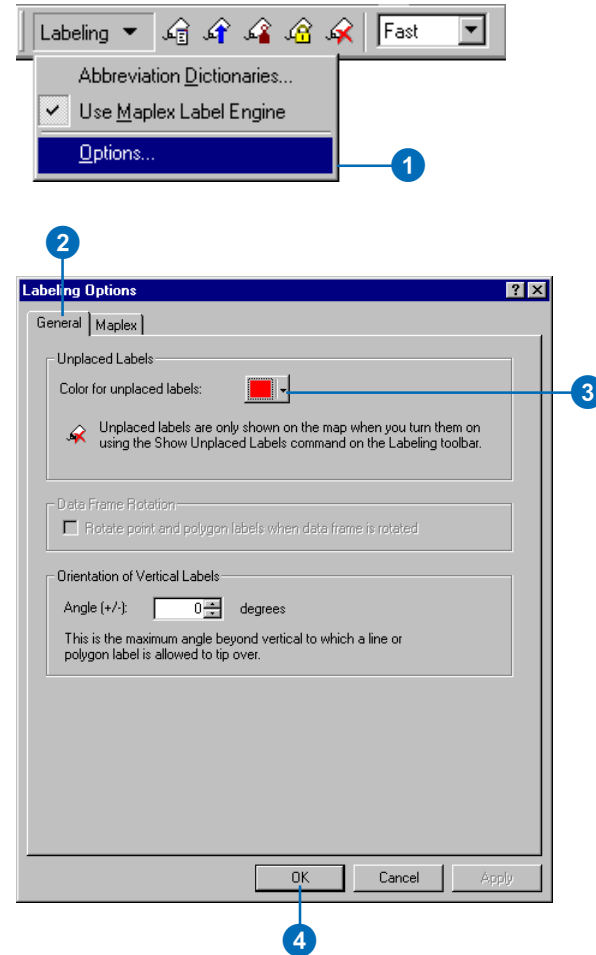 Labeling Fast
Abbreviation Dictionaries...
Use Maplex Label Engine
Options...
1
2
Labeling Options
General Maplex
Unplaced Labels
Color for unplaced labels:
3
Unplaced labels are only shown on the map when you turn them on
using the Show Unplaced Labels command on the Labeling toolbar.
Data Frame Rotation
Rotate point and polygon labels when data frame is rotated
Orientation of Vertical Labels
Angle (+/-): 0 degrees
This is the maximum angle beyond vertical to which a line or
polygon label is allowed to tip over.
OK Cancel Apply
4